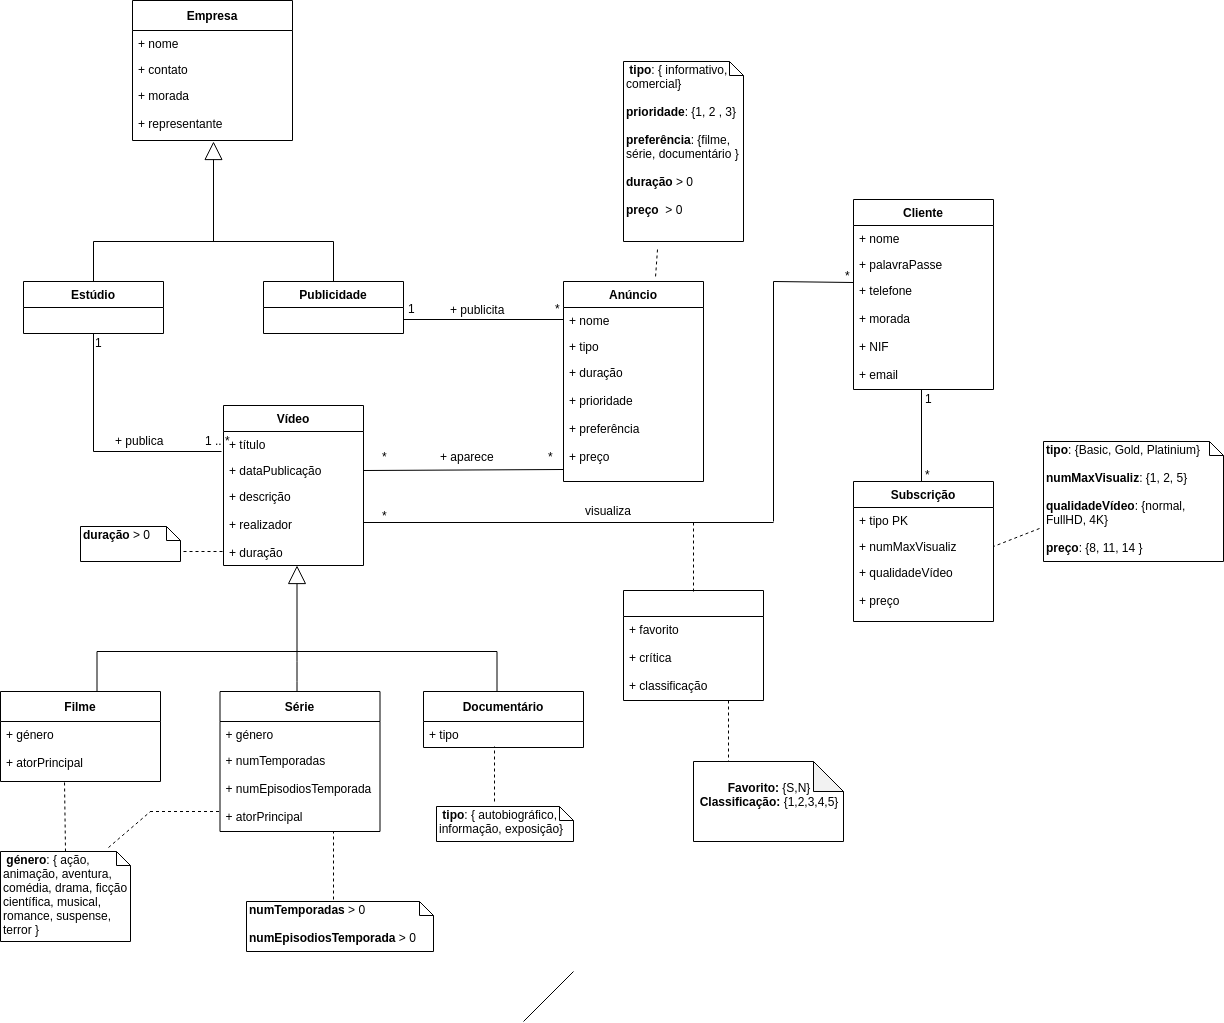 Empresa
+ nome
+ contato
+ morada
+ representante
tipo: { informativo,
comercial}
prioridade: {1, 2 , 3}
preferência: {filme,
série, documentário }
duração > 0
preço  > 0
Cliente
+ nome
+ palavraPasse
+ telefone
+ morada
+ NIF
+ email
*
1
*
Estúdio
1
Publicidade
1
+ publicita
*
Anúncio
+ nome
+ tipo
+ duração
+ prioridade
+ preferência
+ preço
+ publica
1 .. *
Vídeo
+ título
+ dataPublicação
+ descrição
+ realizador
+ duração
*
+ aparece
*
*
visualiza
duração > 0
Subscrição
+ tipo PK
+ numMaxVisualiz
+ qualidadeVídeo
+ preço
tipo: {Basic, Gold, Platinium}
numMaxVisualiz: {1, 2, 5}
qualidadeVídeo: {normal,
FullHD, 4K}
preço: {8, 11, 14 }
+ favorito
+ crítica
+ classificação
Filme
+ género
+ atorPrincipal
Série
+ género
+ numTemporadas
+ numEpisodiosTemporada
+ atorPrincipal
Documentário
+ tipo
Favorito: {S,N}
Classificação: {1,2,3,4,5}
tipo: { autobiográfico,
informação, exposição}
género: { ação,
animação, aventura,
comédia, drama, ficção
científica, musical,
romance, suspense,
terror }
numTemporadas > 0
numEpisodiosTemporada > 0